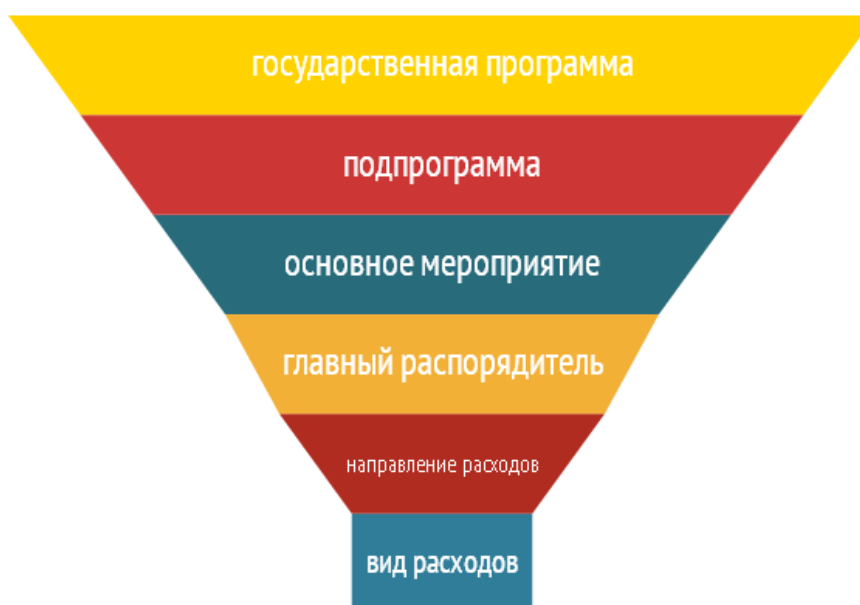 государственная программа
подпрограмма
основное мероприятие
главный распорядитель
направление расходов
вид расходов